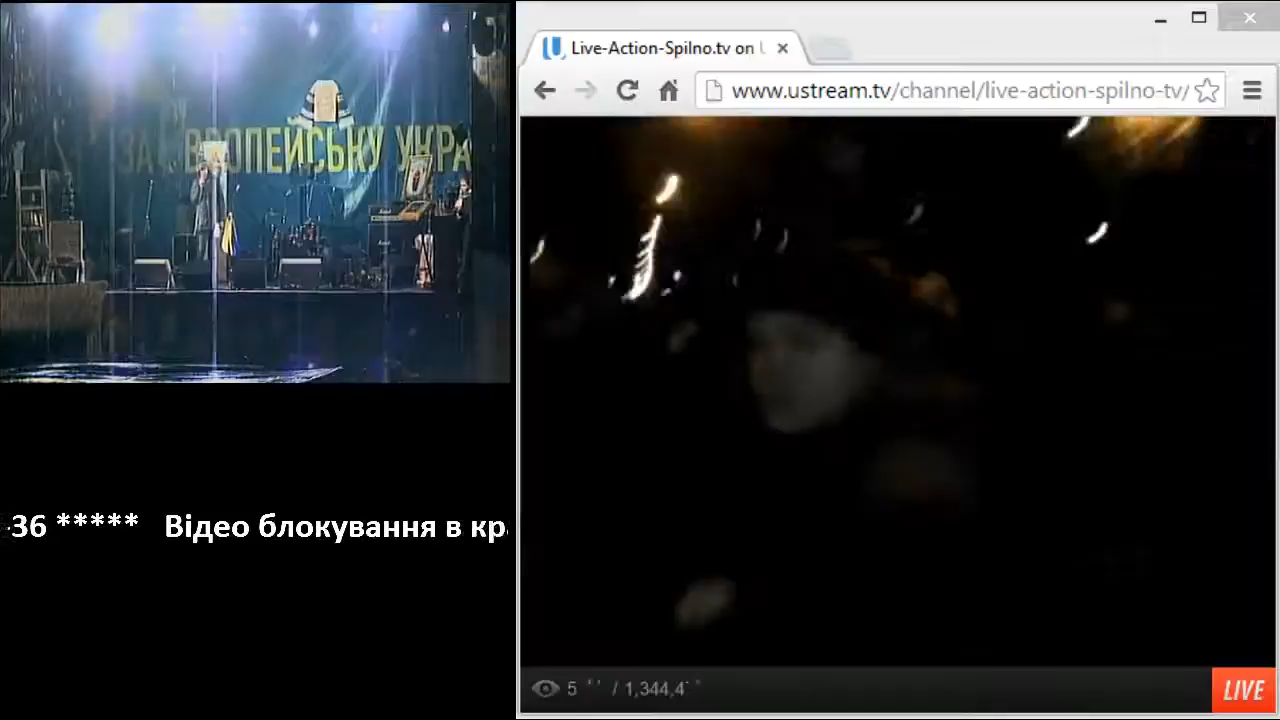 ЗА ЄВРОПЕЙСЬКУ УКРА
36 ***** Відео блокування в кр
Live-Action-Spilno.tv on
www.ustream.tv/channel/live-action-spilno-tv/
5 / 1,344,4
LIVE